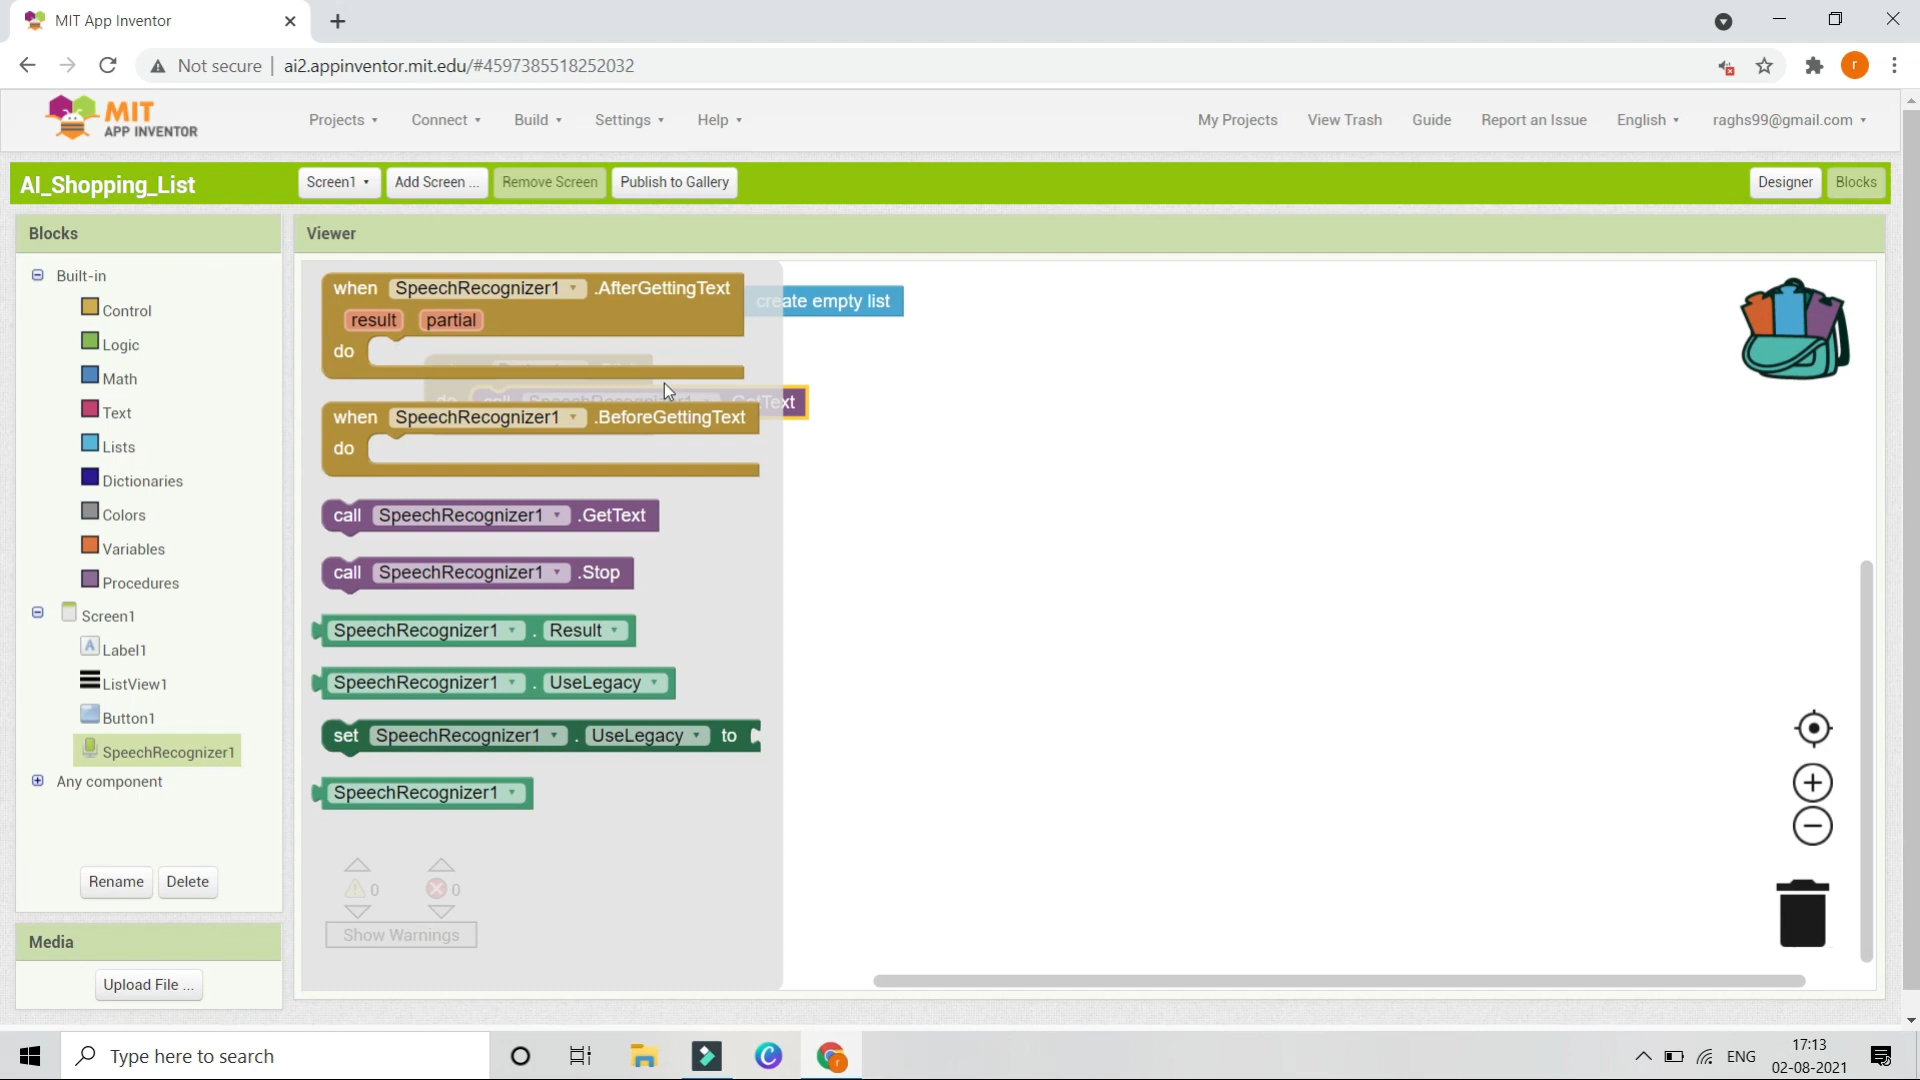 MIT App Inventor
Not secure
ai2.appinventor.mit.edu/#4597385518252032
r
MIT
APP INVENTOR
Projects
Connect
Build
Settings
Help
My Projects
View Trash
Guide
Report an Issue
English
raghs99@gmail.com
AI_Shopping_List
Screen1
Add Screen ...
Remove Screen
Publish to Gallery
Designer
Blocks
Blocks
Built-in
Control
Logic
Math
Text
Lists
Dictionaries
Colors
Variables
Procedures
Screen1
A Label1
ListView1
Button1
SpeechRecognizer1
Any component
Rename
Delete
Media
Upload File ...
Viewer
when SpeechRecognizer1 .AfterGettingText
result partial
do
create empty list
do call SpeechRecognizer1 .GetText
when SpeechRecognizer1 .BeforeGettingText
do
call SpeechRecognizer1 .GetText
call SpeechRecognizer1 .Stop
SpeechRecognizer1 . Result
SpeechRecognizer1 . UseLegacy
set SpeechRecognizer1 . UseLegacy to
SpeechRecognizer1
0 0
Show Warnings
Type here to search
r
ENG
17:13
02-08-2021